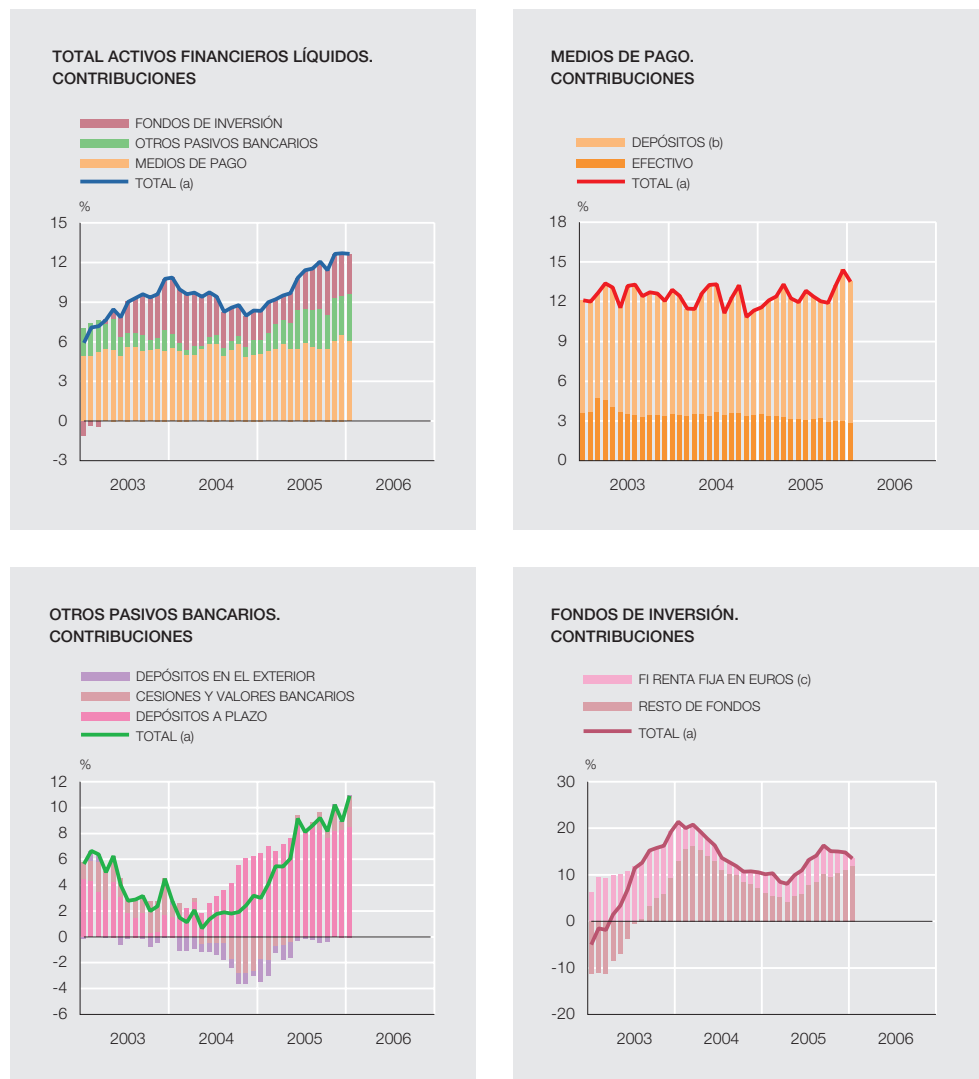 TOTAL ACTIVOS FINANCIEROS LÍQUIDOS.
CONTRIBUCIONES
FONDOS DE INVERSIÓN
OTROS PASIVOS BANCARIOS
MEDIOS DE PAGO
TOTAL (a)
%
15
12
9
6
3
0
-3
2003 2004 2005 2006
MEDIOS DE PAGO.
CONTRIBUCIONES
DEPÓSITOS (b)
EFECTIVO
TOTAL (a)
%
18
15
12
9
6
3
0
2003 2004 2005 2006
OTROS PASIVOS BANCARIOS.
CONTRIBUCIONES
DEPÓSITOS EN EL EXTERIOR
CESIONES Y VALORES BANCARIOS
DEPÓSITOS A PLAZO
TOTAL (a)
%
12
10
8
6
4
2
0
-2
-4
-6
2003 2004 2005 2006
FONDOS DE INVERSIÓN.
CONTRIBUCIONES
FI RENTA FIJA EN EUROS (c)
RESTO DE FONDOS
TOTAL (a)
%
30
20
10
0
-10
-20
2003 2004 2005 2006